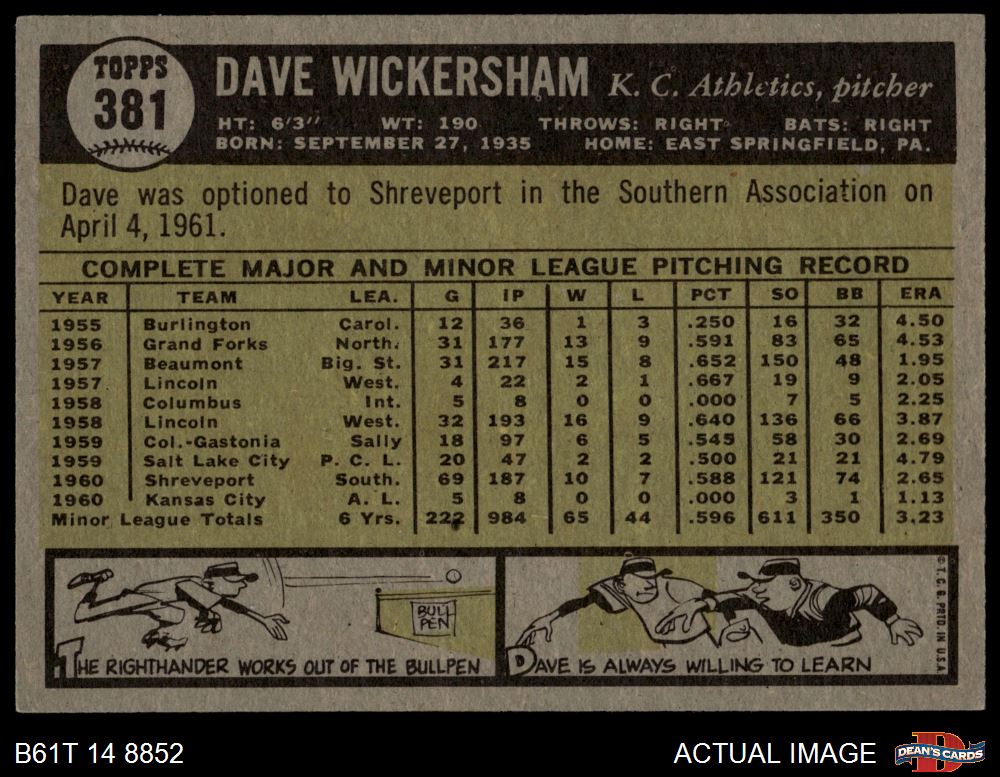 TOPPS
381
DAVE WICKERSHAM K. C. Athletics, pitcher
HT: 6'3" WT: 190 THROWS: RIGHT BATS: RIGHT
BORN: SEPTEMBER 27, 1935 HOME: EAST SPRINGFIELD, PA.
Dave was optioned to Shreveport in the Southern Association on
April 4, 1961.
COMPLETE MAJOR AND MINOR LEAGUE PITCHING RECORD
YEAR TEAM LEA. G IP W L PCT SO BB ERA
1955 Burlington Carol. 12 36 1 3 .250 16 32 4.50
1956 Grand Forks North. 31 177 13 9 .591 83 65 4.53
1957 Beaumont Big. St. 31 217 15 8 .652 150 48 1.95
1957 Lincoln West. 4 22 2 1 .667 19 9 2.05
1958 Columbus Int. 5 8 0 0 .000 7 5 2.25
1958 Lincoln West. 32 193 16 9 .640 136 66 3.87
1959 Col.-Gastonia Sally 18 97 6 5 .545 58 30 2.69
1959 Salt Lake City P. C. L. 20 47 2 2 .500 21 21 4.79
1960 Shreveport South. 69 187 10 7 .588 121 74 2.65
1960 Kansas City A. L. 5 8 0 0 .000 3 1 1.13
Minor League Totals 6 Yrs. 222 984 65 44 .596 611 350 3.23
BULL
PEN
THE RIGHTHANDER WORKS OUT OF THE BULLPEN
DAVE IS ALWAYS WILLING TO LEARN
© T. C. G. PRTD. IN U.S.A.
B61T 14 8852
ACTUAL IMAGE
DEAN'S CARDS